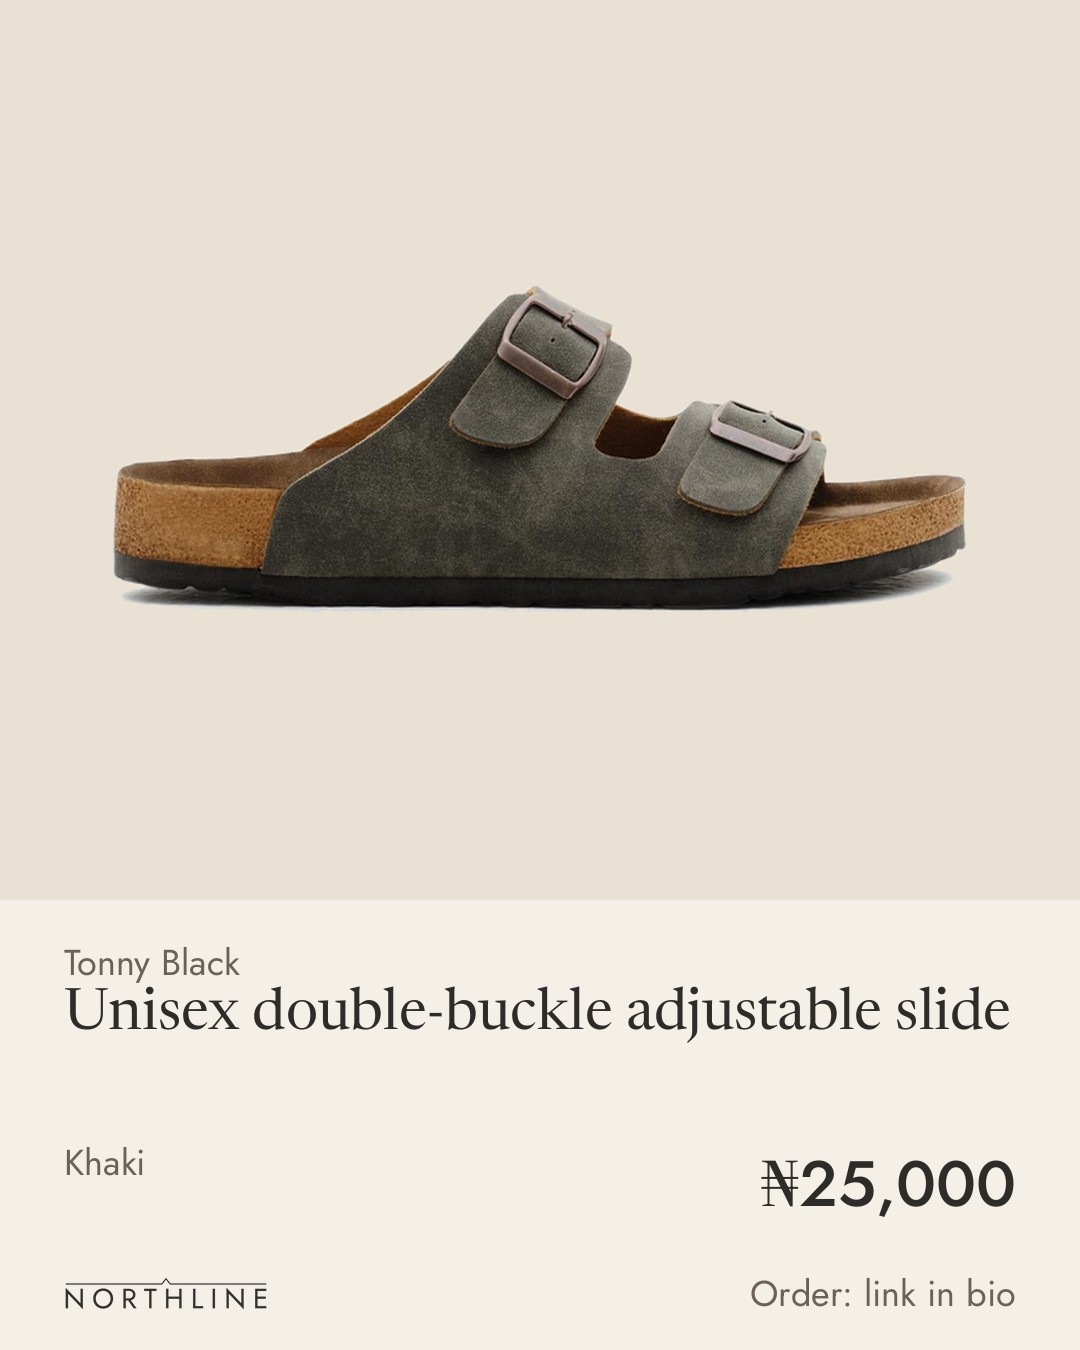 Tonny Black
Unisex double-buckle adjustable slide
Khaki
₦25,000
NORTHLINE
Order: link in bio